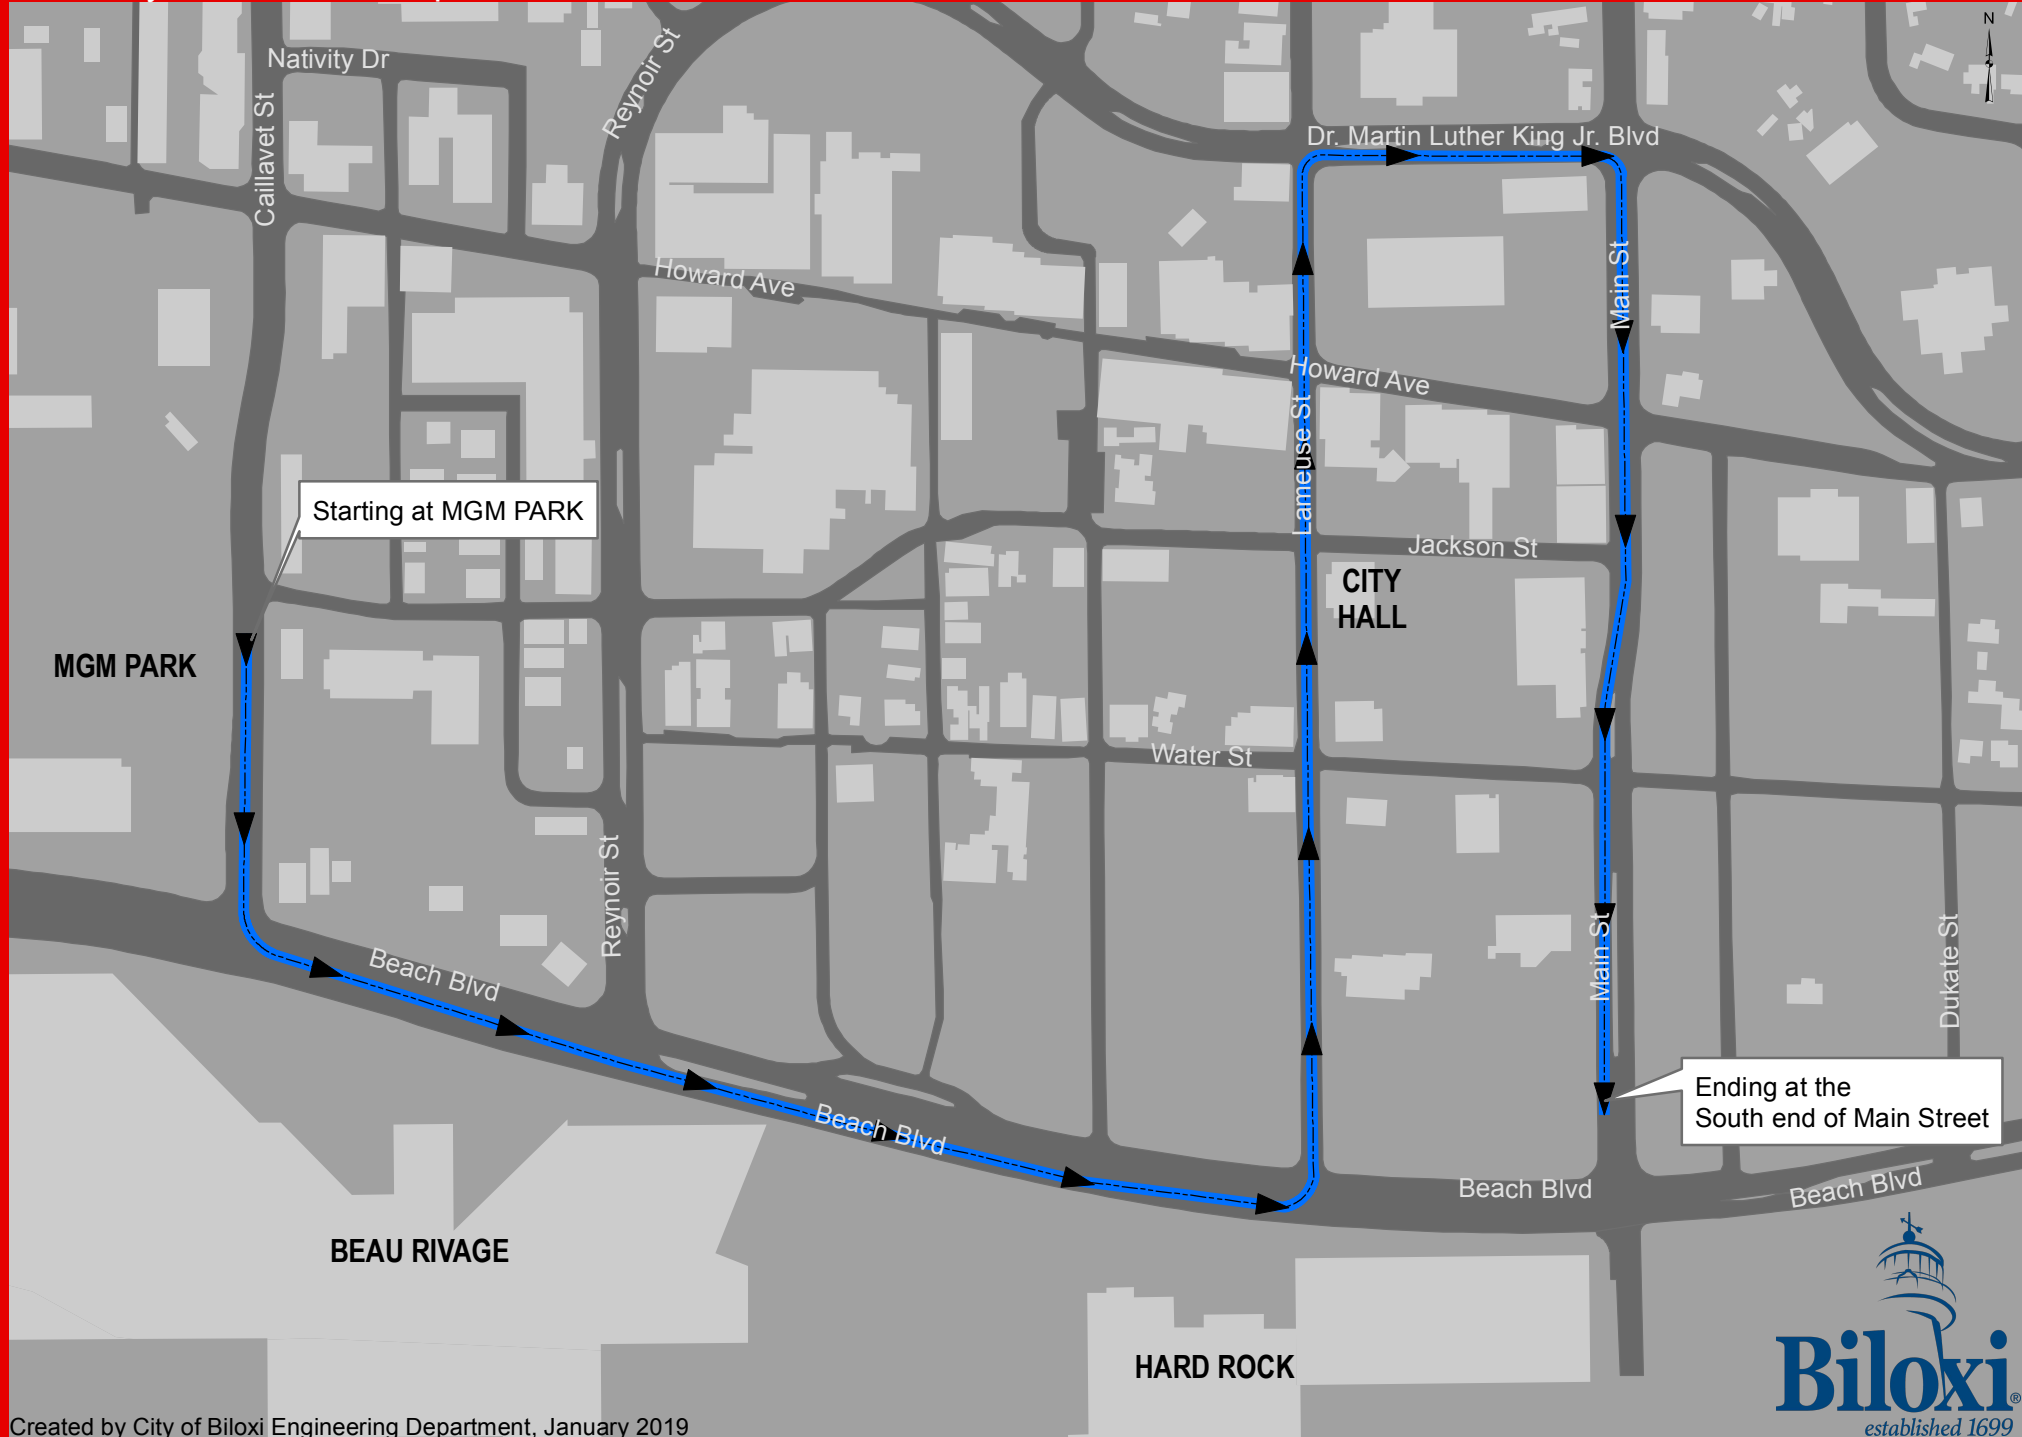 N
Nativity Dr
Reynoir St
Caillavet St
Dr. Martin Luther King Jr. Blvd
Main St
Howard Ave
Howard Ave
Lameuse St
Starting at MGM PARK
Jackson St
CITY
HALL
MGM PARK
Water St
Reynoir St
Main St
Dukate St
Beach Blvd
Ending at the
South end of Main Street
Beach Blvd
Beach Blvd
Beach Blvd
BEAU RIVAGE
HARD ROCK
Biloxi®
established 1699
Created by City of Biloxi Engineering Department, January 2019